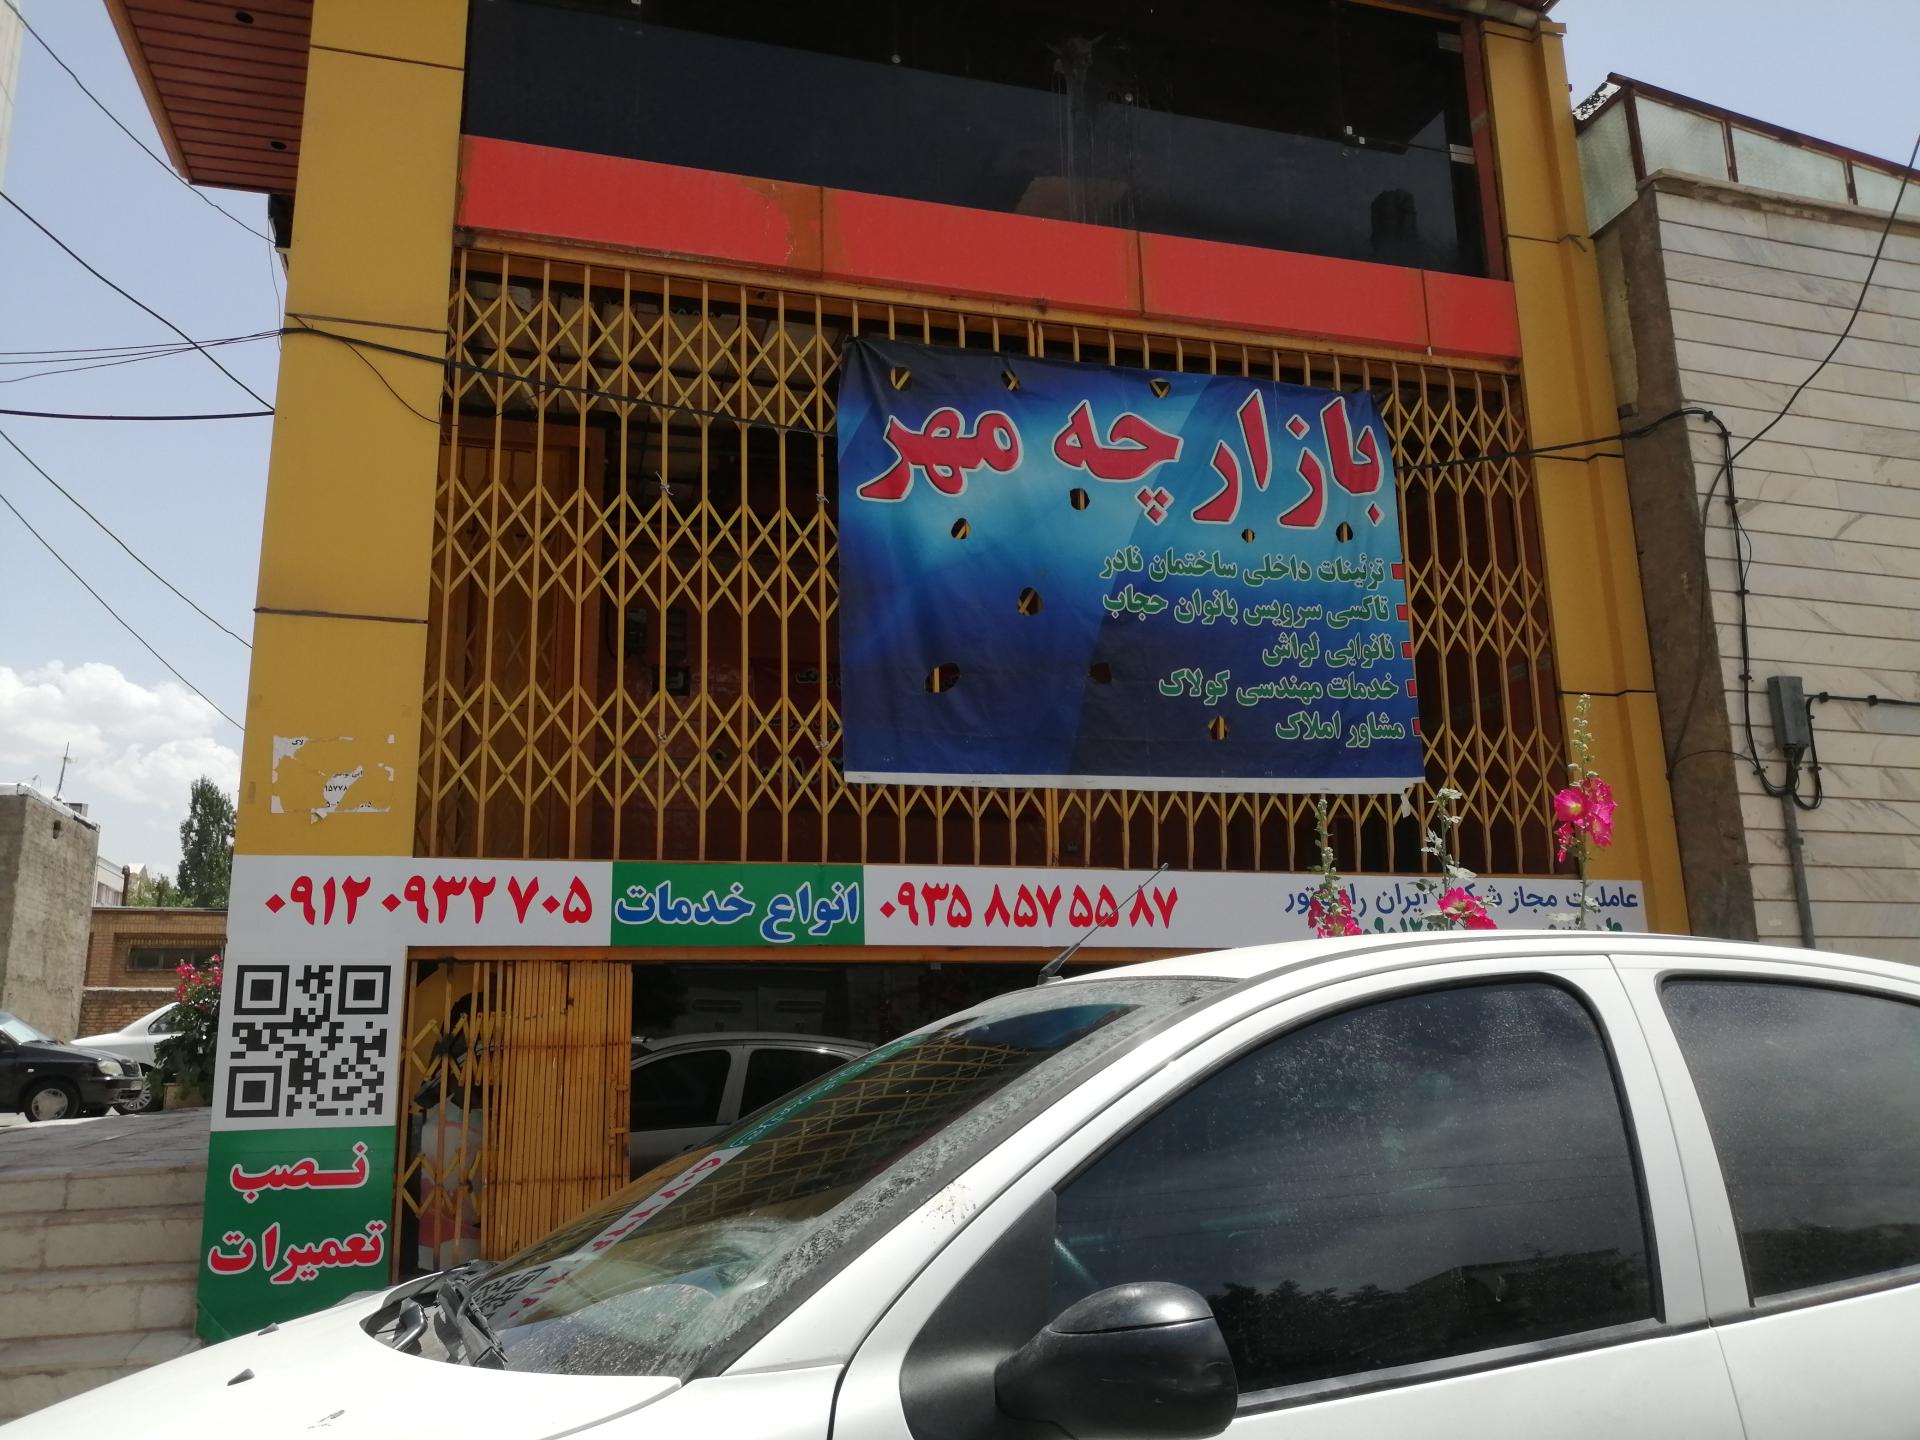 بازارچه مهر
تزئینات داخلی ساختمان نادر
تاکسی سرویس بانوان حجاب
نانوایی لواش
خدمات مهندسی کولاک
مشاور املاک
عاملیت مجاز ایران
۰۹۳۵ ۸۵۷ ۵۵ ۸۷
انواع خدمات
۰۹۱۲ ۰۹۳۲ ۷۰۵
نصب
تعمیرات